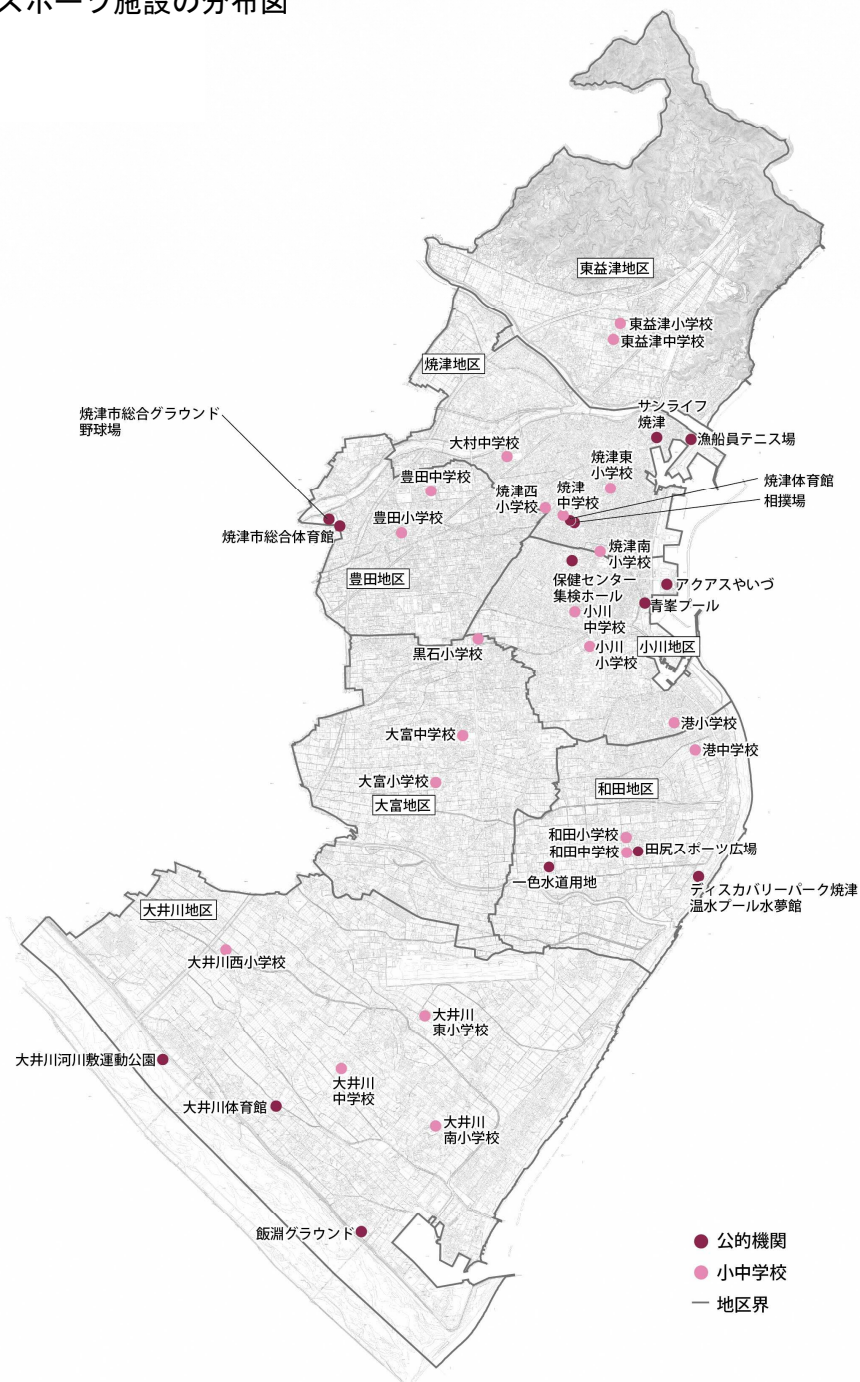 スポーツ施設の分布図
東益津地区
東益津小学校
東益津中学校
焼津地区
サンライフ
焼津
漁船員テニス場
焼津市総合グラウンド
野球場
大村中学校
焼津東
小学校
豊田中学校
焼津西
小学校
焼津
中学校
焼津体育館
相撲場
豊田小学校
焼津市総合体育館
焼津南
小学校
豊田地区
保健センター
集検ホール
アクアスやいづ
青峯プール
小川
中学校
黒石小学校
小川
小学校
小川地区
港小学校
大富中学校
港中学校
大富小学校
大富地区
和田地区
和田小学校
和田中学校
田尻スポーツ広場
一色水道用地
ディスカバリーパーク焼津
温水プール水夢館
大井川地区
大井川西小学校
大井川
東小学校
大井川河川敷運動公園
大井川
中学校
大井川体育館
大井川
南小学校
飯淵グラウンド
公的機関
小中学校
地区界